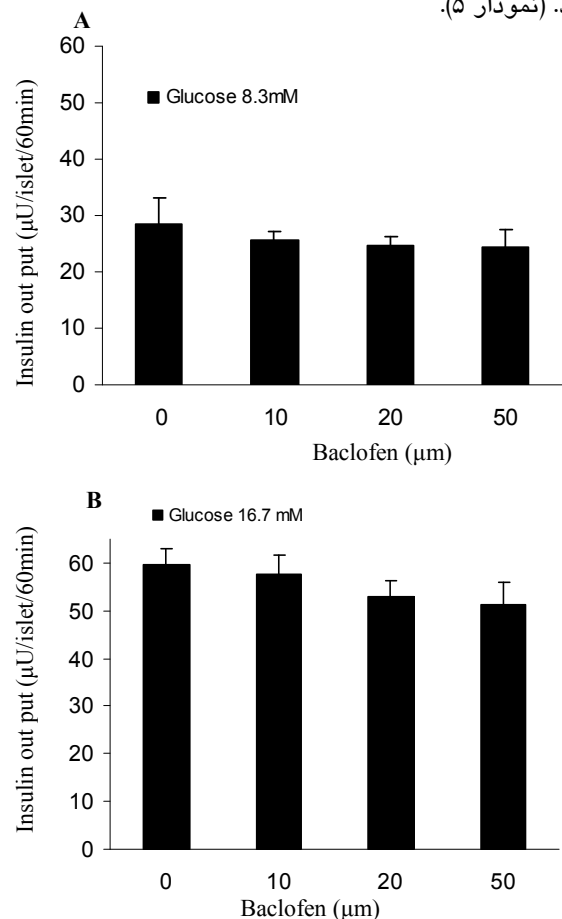 د. (نمودار ۵).
A
Glucose 8.3mM
60
50
40
30
20
10
0
Insulin out put (µU/islet/60min)
0 10 20 50
Baclofen (µm)
B
Glucose 16.7 mM
60
50
40
30
20
10
0
Insulin out put (µU/islet/60min)
0 10 20 50
Baclofen (µm)